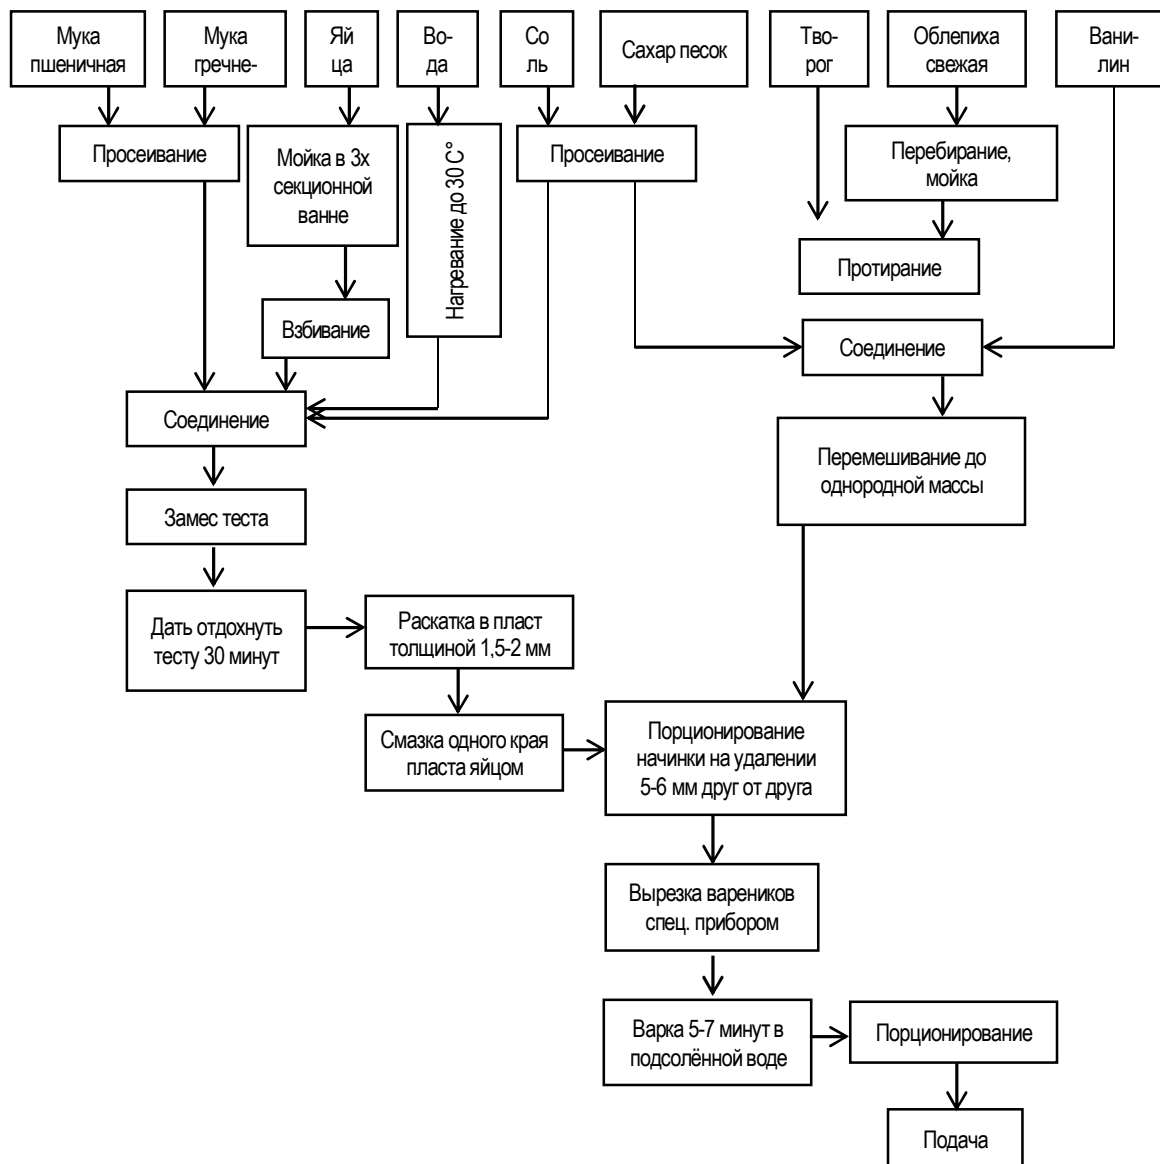 Мука
пшеничная
Мука
гречне-
Яй
ца
Во-
да
Со
ль
Сахар песок
Тво-
рог
Облепиха
свежая
Вани-
лин
Просеивание
Мойка в 3х
секционной
ванне
Нагревание до 30 С°
Просеивание
Перебирание,
мойка
Протирание
Взбивание
Соединение
Соединение
Перемешивание до
однородной массы
Замес теста
Дать отдохнуть
тесту 30 минут
Раскатка в пласт
толщиной 1,5-2 мм
Смазка одного края
пласта яйцом
Порционирование
начинки на удалении
5-6 мм друг от друга
Вырезка вареников
спец. прибором
Варка 5-7 минут в
подсолённой воде
Порционирование
Подача